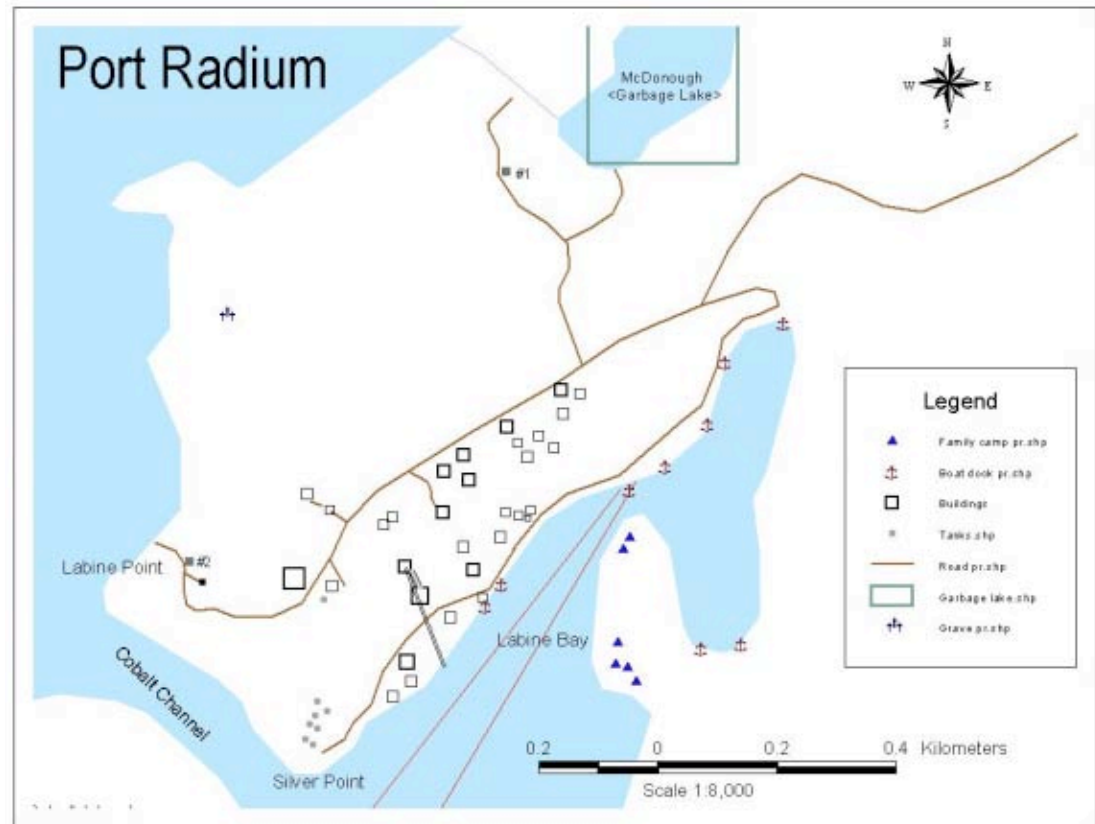 Port Radium
McDonough
<Garbage Lake>
N
W E
S
#1
Legend
Family camp pr.shp
Boat dock pr.shp
Buildings
Tanks.shp
Road pr.shp
Garbage lake.shp
Grave pr.shp
#2
Labine Point
Labine Bay
Cobalt Channel
Silver Point
0.2 0 0.2 0.4 Kilometers
Scale 1:8,000